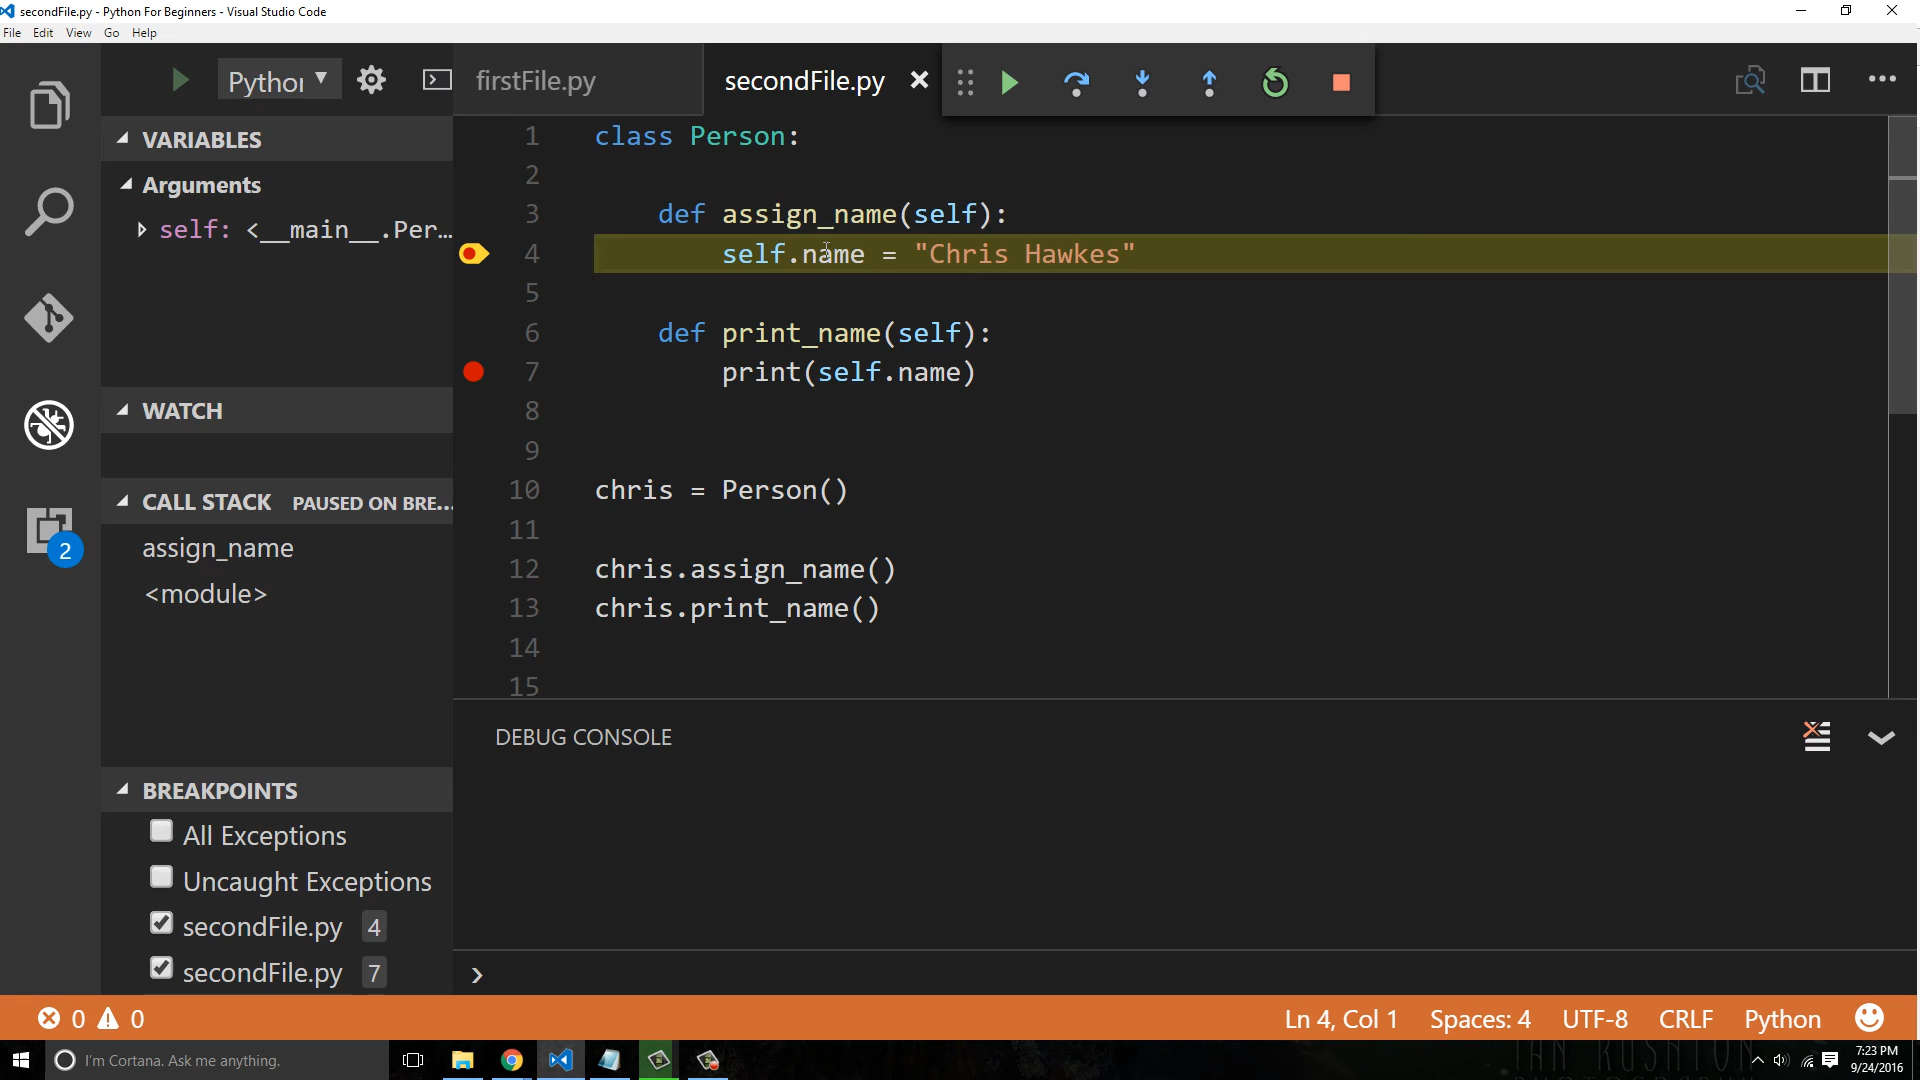 secondFile.py - Python For Beginners - Visual Studio Code
File Edit View Go Help
Python
firstFile.py
secondFile.py
VARIABLES
Arguments
self: <__main__.Per...
WATCH
CALL STACK PAUSED ON BRE...
assign_name
<module>
BREAKPOINTS
All Exceptions
Uncaught Exceptions
secondFile.py 4
secondFile.py 7
2
1 class Person:
2
3 def assign_name(self):
4 self.name = "Chris Hawkes"
5
6 def print_name(self):
7 print(self.name)
8
9
10 chris = Person()
11
12 chris.assign_name()
13 chris.print_name()
14
15
DEBUG CONSOLE
0 0
Ln 4, Col 1 Spaces: 4 UTF-8 CRLF Python
I'm Cortana. Ask me anything.
7:23 PM
9/24/2016